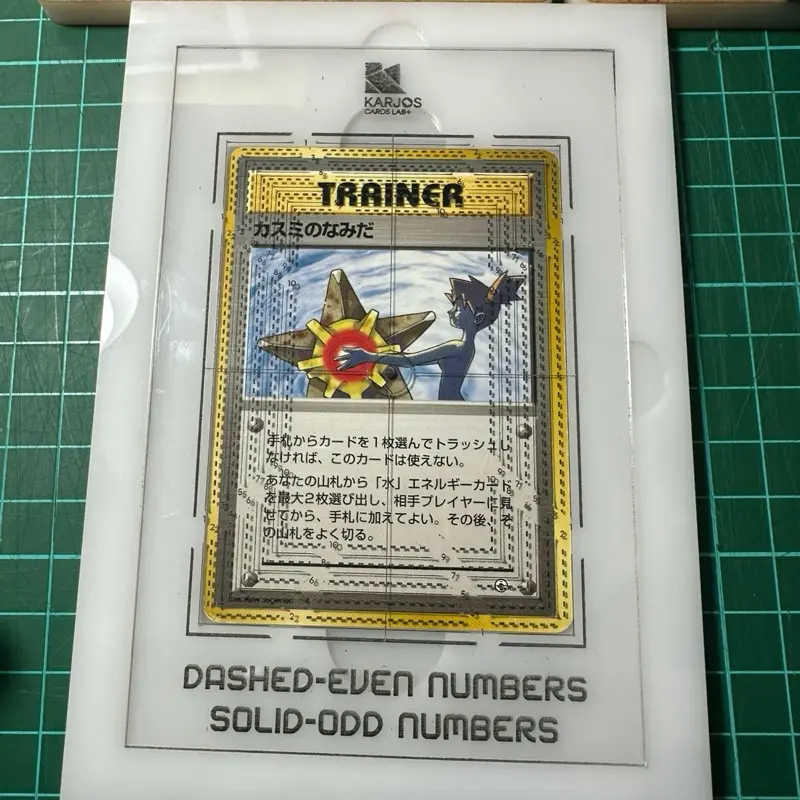 KARJOS
CARDS LAB+
TRAINER
カスミのなみだ
手札からカードを1枚選んでトラッシュし
なければ、このカードは使えない。
あなたの山札から「水」エネルギーカード
を最大2枚選び出し、相手プレイヤーに見
せてから、手札に加えてよい。その後、そ
の山札をよく切る。
DASHED-EVEN NUMBERS
SOLID-ODD NUMBERS